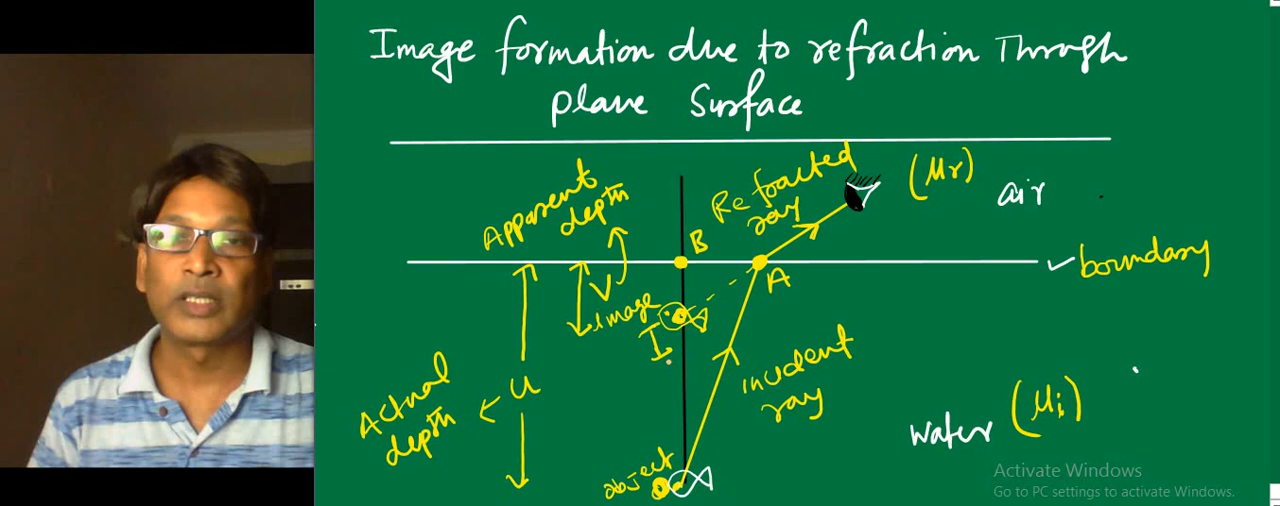 Image formation due to refraction Through
plane Surface
Apparent
depth
Refracted
ray
(μr)
air
B
A
boundary
V
image
I
u
Actual
depth
incident
ray
water (μi)
object
Activate Windows
Go to PC settings to activate Windows.